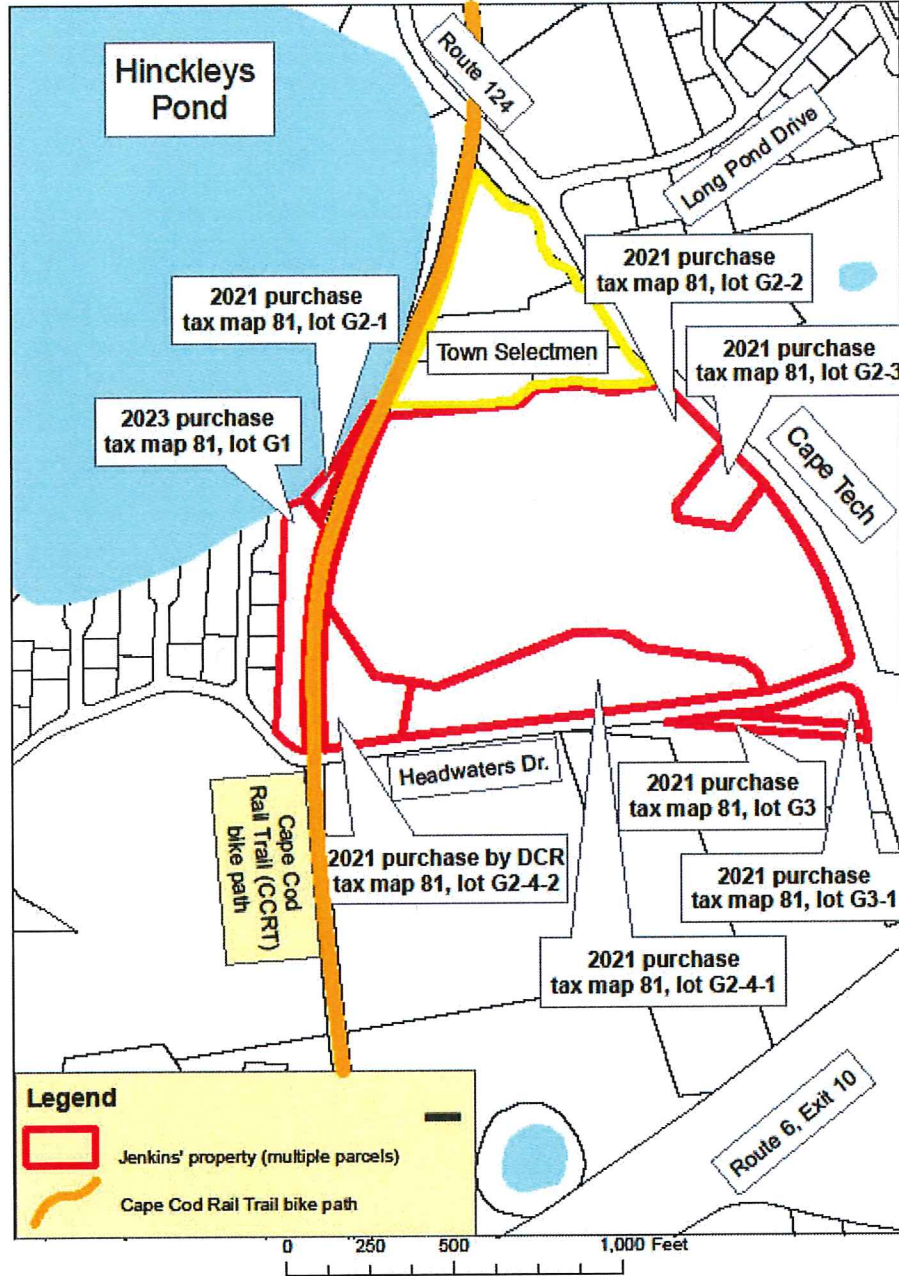 Hinckleys
Pond
Route 124
Long Pond Drive
2021 purchase
tax map 81, lot G2-2
2021 purchase
tax map 81, lot G2-1
2021 purchase
tax map 81, lot G2-3
Town Selectmen
2023 purchase
tax map 81, lot G1
Cape Tech
Headwaters Dr.
2021 purchase
tax map 81, lot G3
Cape Cod
Rail Trail (CCRT)
bike path
2021 purchase by DCR
tax map 81, lot G2-4-2
2021 purchase
tax map 81, lot G3-1
2021 purchase
tax map 81, lot G2-4-1
Route 6, Exit 10
Legend
Jenkins' property (multiple parcels)
Cape Cod Rail Trail bike path
0 250 500 1,000 Feet